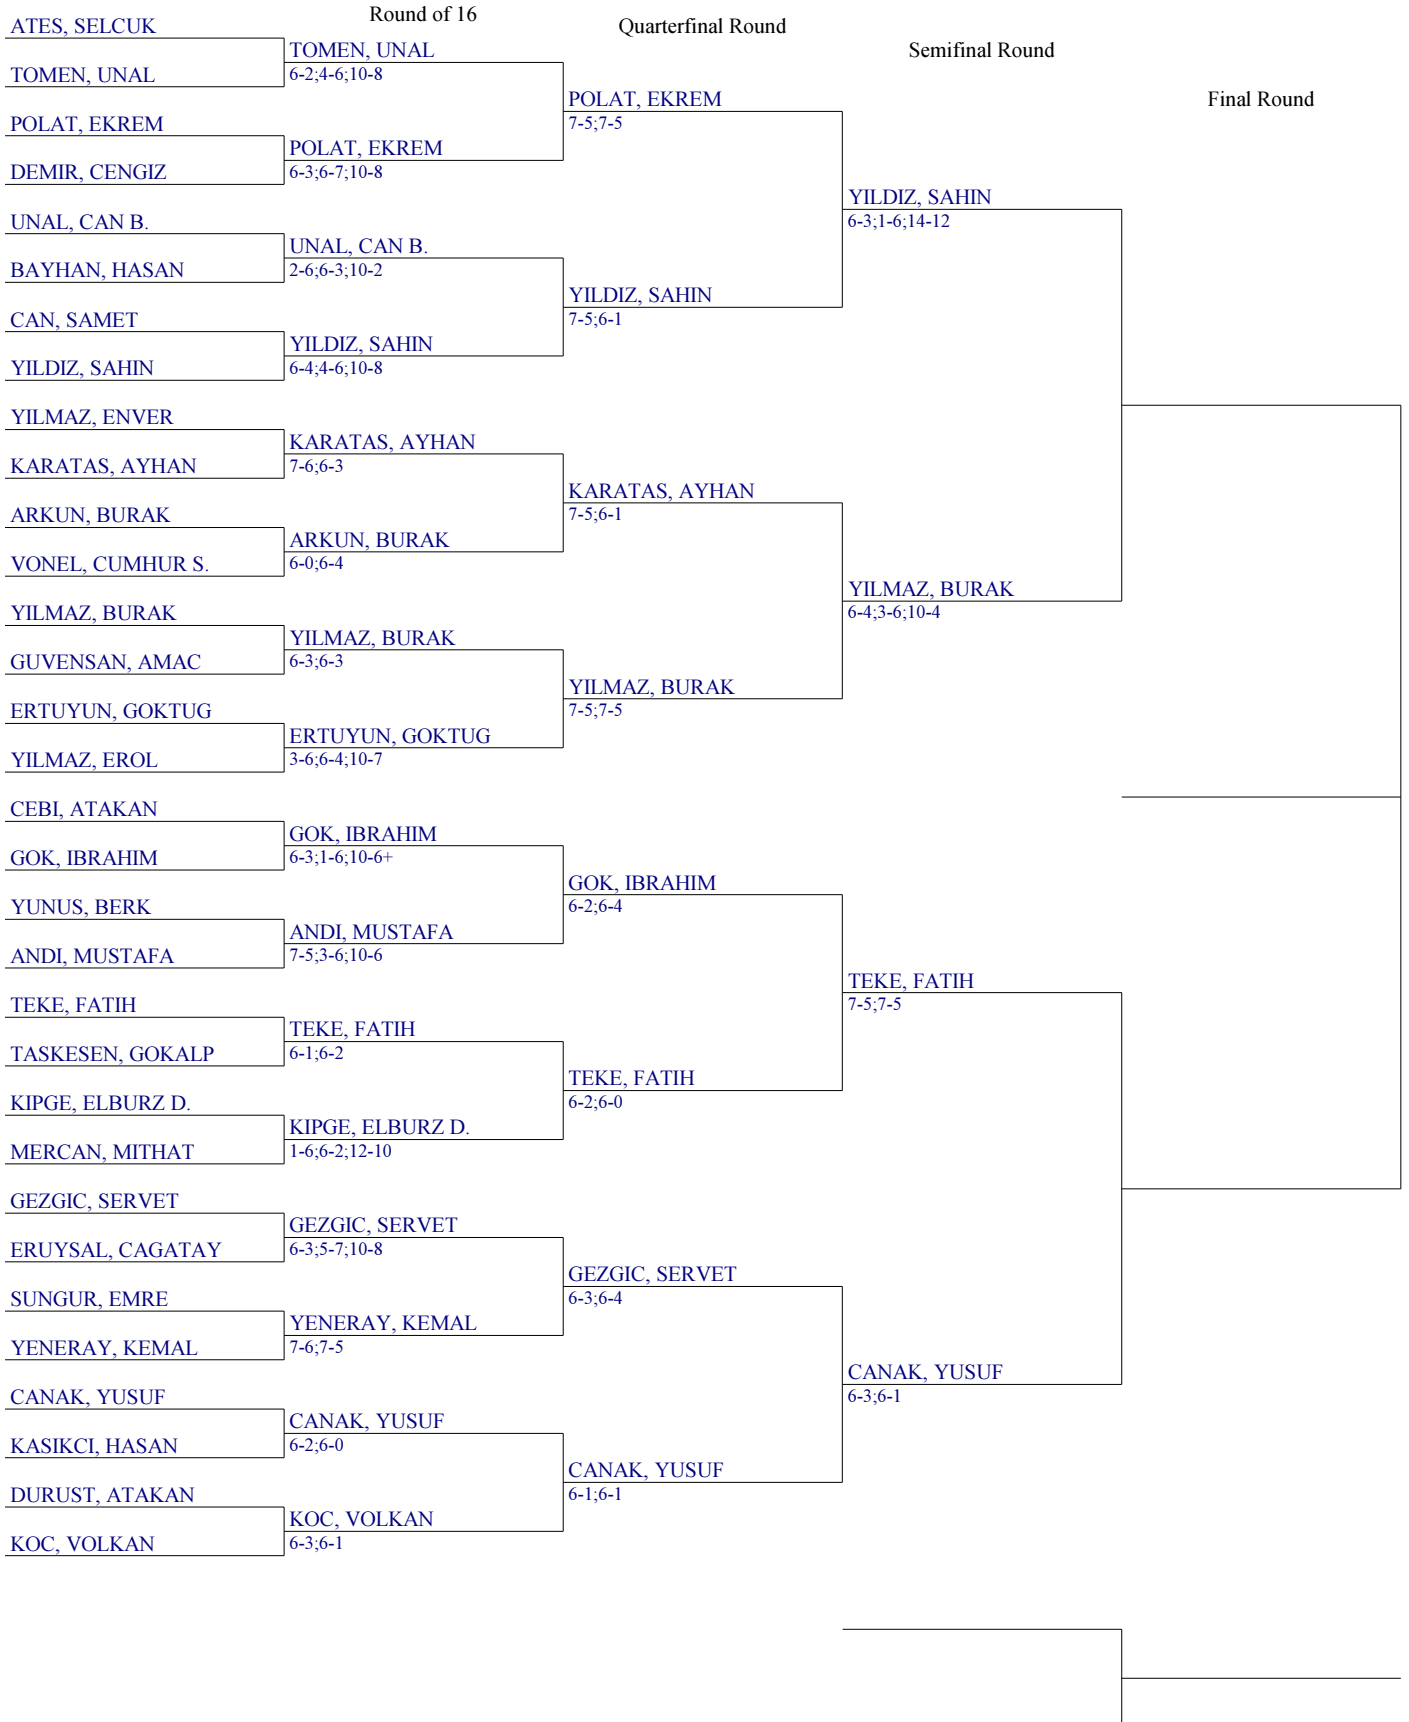 Round of 16
Quarterfinal Round
Semifinal Round
Final Round
ATES, SELCUK
TOMEN, UNAL
POLAT, EKREM
DEMIR, CENGIZ
UNAL, CAN B.
BAYHAN, HASAN
CAN, SAMET
YILDIZ, SAHIN
YILMAZ, ENVER
KARATAS, AYHAN
ARKUN, BURAK
VONEL, CUMHUR S.
YILMAZ, BURAK
GUVENSAN, AMAC
ERTUYUN, GOKTUG
YILMAZ, EROL
CEBI, ATAKAN
GOK, IBRAHIM
YUNUS, BERK
ANDI, MUSTAFA
TEKE, FATIH
TASKESEN, GOKALP
KIPGE, ELBURZ D.
MERCAN, MITHAT
GEZGIC, SERVET
ERUYSAL, CAGATAY
SUNGUR, EMRE
YENERAY, KEMAL
CANAK, YUSUF
KASIKCI, HASAN
DURUST, ATAKAN
KOC, VOLKAN
TOMEN, UNAL
6-2;4-6;10-8
POLAT, EKREM
6-3;6-7;10-8
UNAL, CAN B.
2-6;6-3;10-2
YILDIZ, SAHIN
6-4;4-6;10-8
KARATAS, AYHAN
7-6;6-3
ARKUN, BURAK
6-0;6-4
YILMAZ, BURAK
6-3;6-3
ERTUYUN, GOKTUG
3-6;6-4;10-7
GOK, IBRAHIM
6-3;1-6;10-6+
ANDI, MUSTAFA
7-5;3-6;10-6
TEKE, FATIH
6-1;6-2
KIPGE, ELBURZ D.
1-6;6-2;12-10
GEZGIC, SERVET
6-3;5-7;10-8
YENERAY, KEMAL
7-6;7-5
CANAK, YUSUF
6-2;6-0
KOC, VOLKAN
6-3;6-1
POLAT, EKREM
7-5;7-5
YILDIZ, SAHIN
7-5;6-1
KARATAS, AYHAN
7-5;6-1
YILMAZ, BURAK
7-5;7-5
GOK, IBRAHIM
6-2;6-4
TEKE, FATIH
6-2;6-0
GEZGIC, SERVET
6-3;6-4
CANAK, YUSUF
6-1;6-1
YILDIZ, SAHIN
6-3;1-6;14-12
YILMAZ, BURAK
6-4;3-6;10-4
TEKE, FATIH
7-5;7-5
CANAK, YUSUF
6-3;6-1